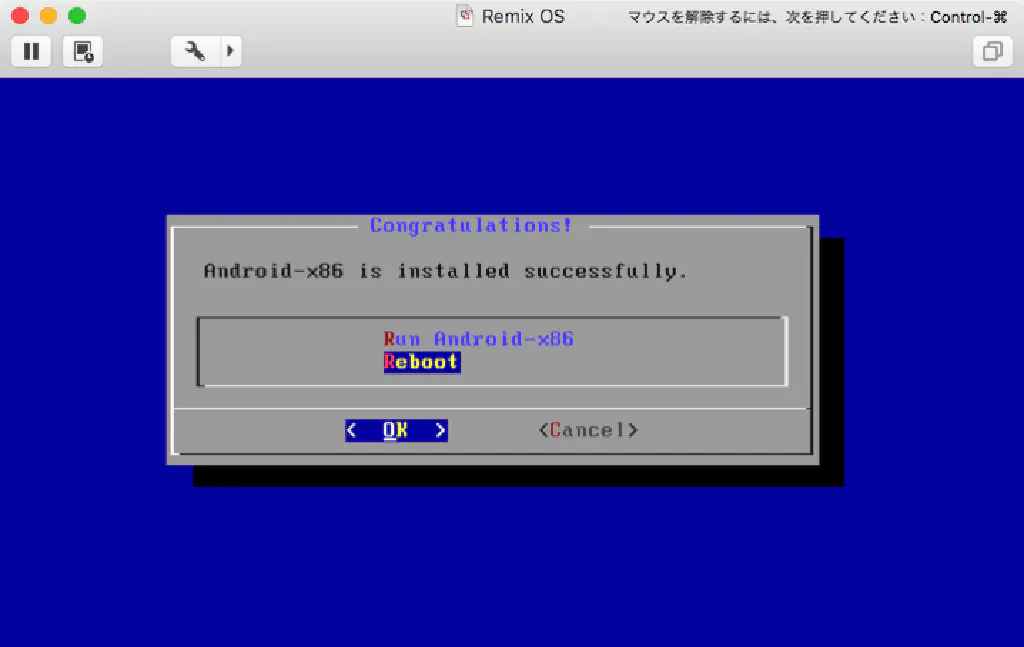 Remix OS
マウスを解除するには、次を押してください：Control-⌘
Congratulations!
Android-x86 is installed successfully.
Run Android-x86
Reboot
< OK > <Cancel>